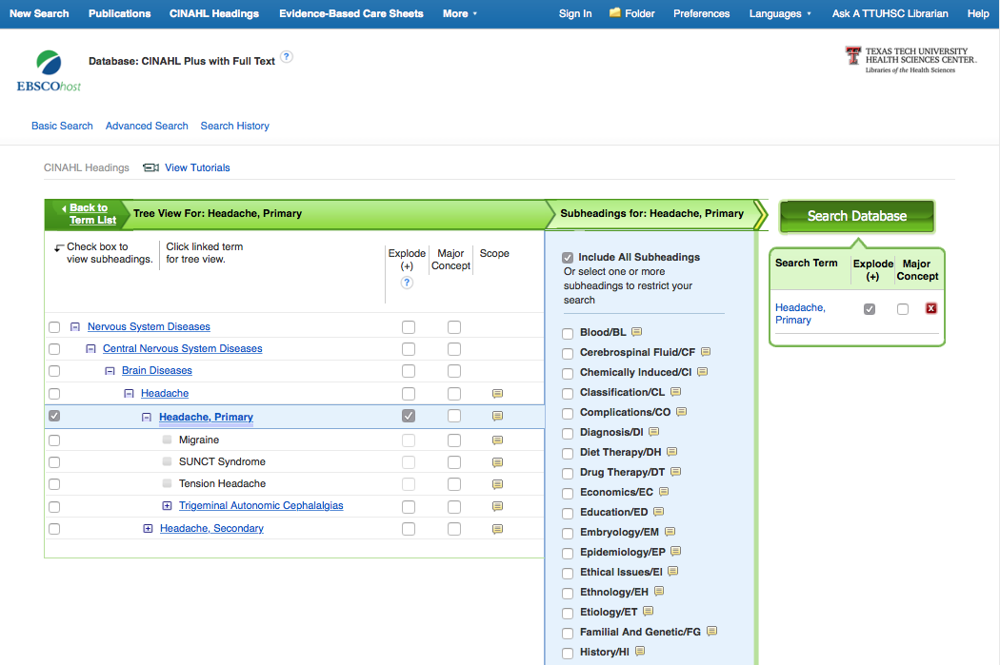 New Search Publications CINAHL Headings Evidence-Based Care Sheets More Sign In Folder Preferences Languages Ask A TTUHSC Librarian Help
Database: CINAHL Plus with Full Text ?
EBSCOhost
TEXAS TECH UNIVERSITY
HEALTH SCIENCES CENTER.
Libraries of the Health Sciences
Basic Search Advanced Search Search History
CINAHL Headings View Tutorials
Back to
Term List
Tree View For: Headache, Primary
Subheadings for: Headache, Primary
Search Database
Check box to
view subheadings.
Click linked term
for tree view.
Explode
(+)
?
Major
Concept
Scope
Nervous System Diseases
Central Nervous System Diseases
Brain Diseases
Headache
Headache, Primary
Migraine
SUNCT Syndrome
Tension Headache
Trigeminal Autonomic Cephalalgias
Headache, Secondary
Include All Subheadings
Or select one or more
subheadings to restrict your
search
Blood/BL
Cerebrospinal Fluid/CF
Chemically Induced/CI
Classification/CL
Complications/CO
Diagnosis/DI
Diet Therapy/DH
Drug Therapy/DT
Economics/EC
Education/ED
Embryology/EM
Epidemiology/EP
Ethical Issues/EI
Ethnology/EH
Etiology/ET
Familial And Genetic/FG
History/HI
Search Term
Explode
(+)
Major
Concept
Headache,
Primary
X